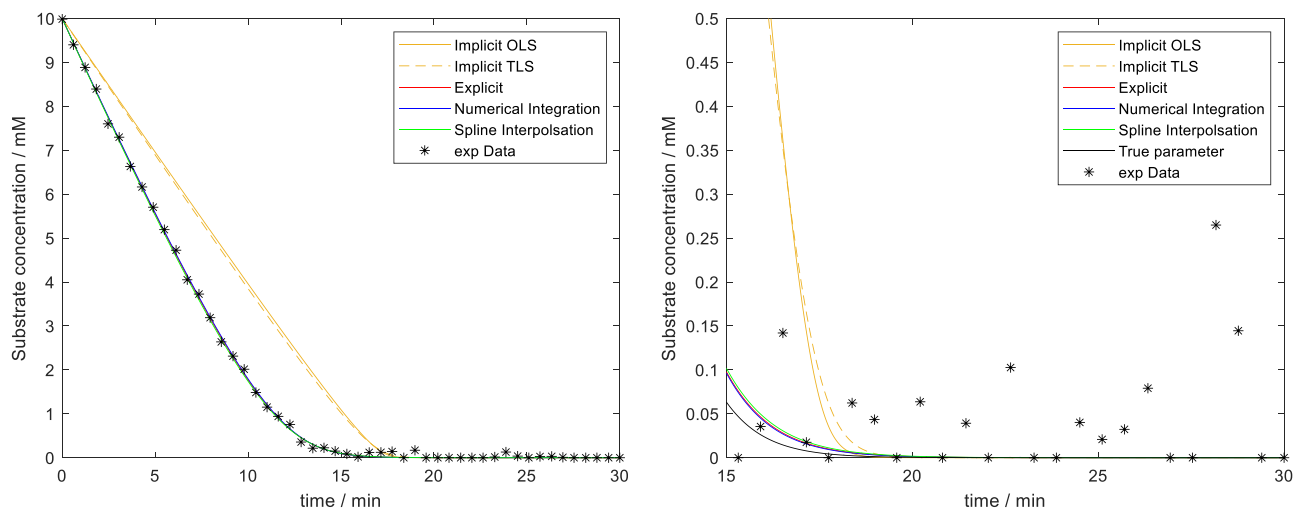 10
9
8
7
6
5
4
3
2
1
0
Substrate concentration / mM
0 5 10 15 20 25 30
time / min
Implicit OLS
Implicit TLS
Explicit
Numerical Integration
Spline Interpolsation
exp Data
0.5
0.45
0.4
0.35
0.3
0.25
0.2
0.15
0.1
0.05
0
Substrate concentration / mM
15 20 25 30
time / min
Implicit OLS
Implicit TLS
Explicit
Numerical Integration
Spline Interpolsation
True parameter
exp Data